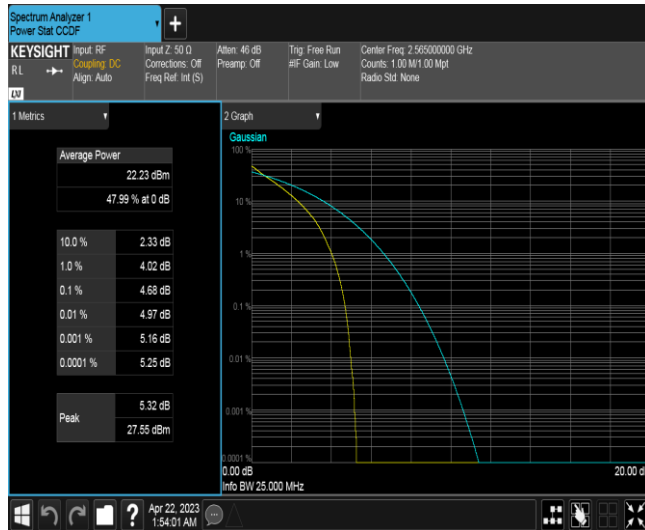 Spectrum Analyzer 1
Power Stat CCDF
+
KEYSIGHT
RL
LXI
Input: RF
Coupling: DC
Align: Auto
Input Z: 50 Ω
Corrections: Off
Freq Ref: Int (S)
Atten: 46 dB
Preamp: Off
Trig: Free Run
#IF Gain: Low
Center Freq: 2.565000000 GHz
Counts: 1.00 M/1.00 Mpt
Radio Std: None
1 Metrics
Average Power
22.23 dBm
47.99 % at 0 dB
10.0 % 2.33 dB
1.0 % 4.02 dB
0.1 % 4.68 dB
0.01 % 4.97 dB
0.001 % 5.16 dB
0.0001 % 5.25 dB
Peak
5.32 dB
27.55 dBm
2 Graph
Gaussian
100 %
10 %
1 %
0.1 %
0.01 %
0.001 %
0.0001 %
0.00 dB 20.00 d
Info BW 25.000 MHz
?
Apr 22, 2023
1:54:01 AM